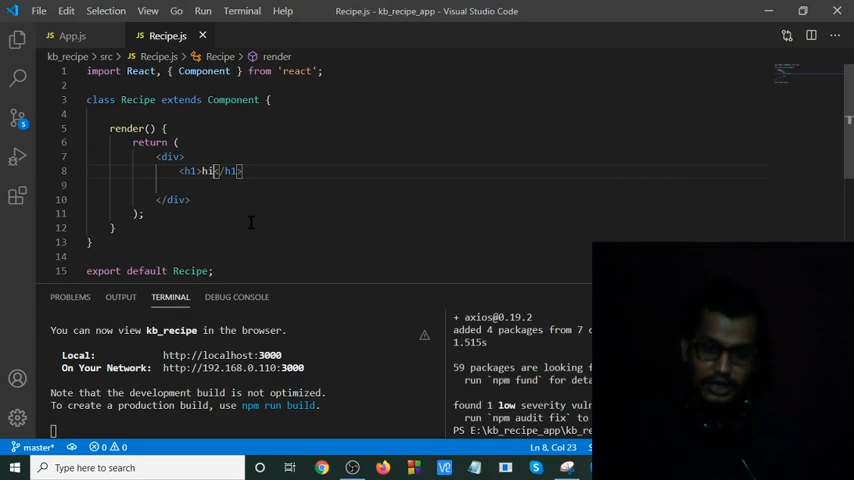 File Edit Selection View Go Run Terminal Help Recipe.js - kb_recipe_app - Visual Studio Code
App.js Recipe.js
kb_recipe > src > Recipe.js > Recipe > render
1 import React, { Component } from 'react';
2
3 class Recipe extends Component {
4
5 render() {
6 return (
7 <div>
8 <h1>hi</h1>
9
10 </div>
11 );
12 }
13 }
14
15 export default Recipe;
PROBLEMS OUTPUT TERMINAL DEBUG CONSOLE
You can now view kb_recipe in the browser.
Local: http://localhost:3000
On Your Network: http://192.168.0.110:3000
Note that the development build is not optimized.
To create a production build, use npm run build.
+ axios@0.19.2
added 4 packages from 7
1.515s
59 packages are looking
run `npm fund` for
found 1 low severity
run `npm audit fix` to
PS E:\kb_recipe_app\
5
master* 0 0 Ln 8, Col 23
Type here to search